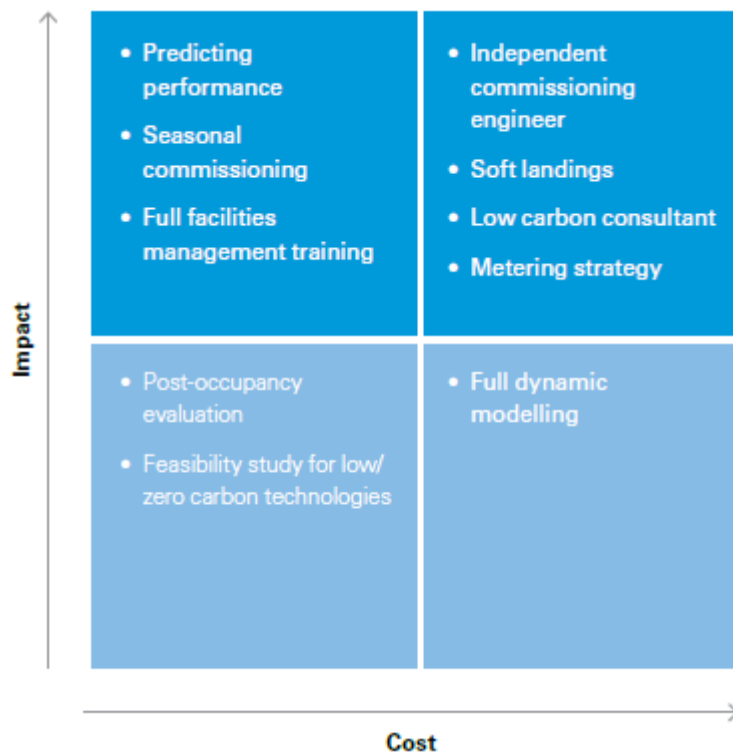 Impact
• Predicting
performance
• Seasonal
commissioning
• Full facilities
management training
• Independent
commissioning
engineer
• Soft landings
• Low carbon consultant
• Metering strategy
• Post-occupancy
evaluation
• Feasibility study for low/
zero carbon technologies
• Full dynamic
modelling
Cost